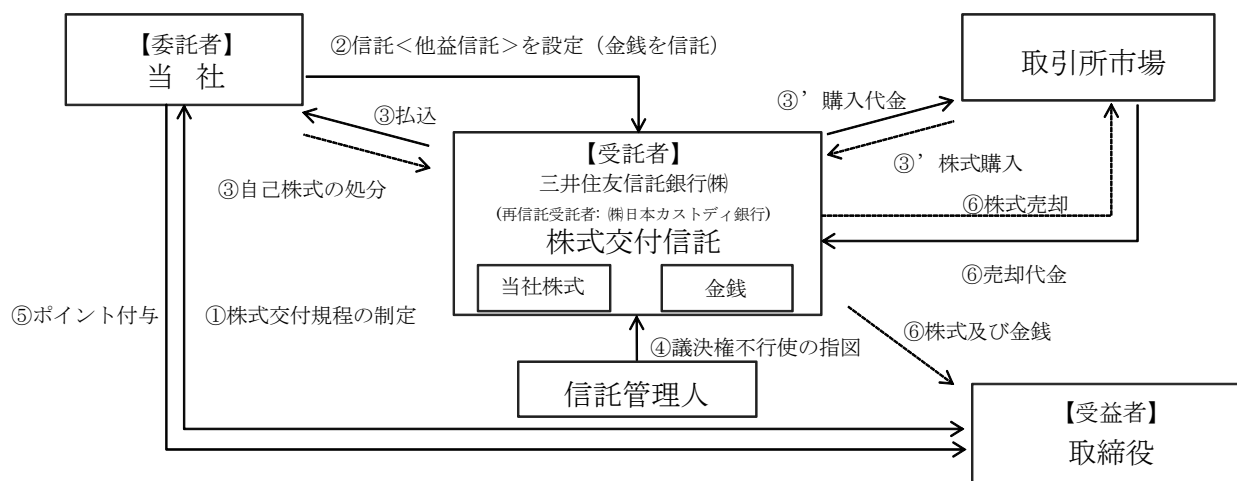 【委託者】
当 社
②信託＜他益信託＞を設定（金銭を信託）
取引所市場
③払込
③自己株式の処分
③’購入代金
③’株式購入
【受託者】
三井住友信託銀行㈱
(再信託受託者: ㈱日本カストディ銀行)
株式交付信託
当社株式
金銭
⑥株式売却
⑥売却代金
⑤ポイント付与
①株式交付規程の制定
④議決権不行使の指図
⑥株式及び金銭
信託管理人
【受益者】
取締役